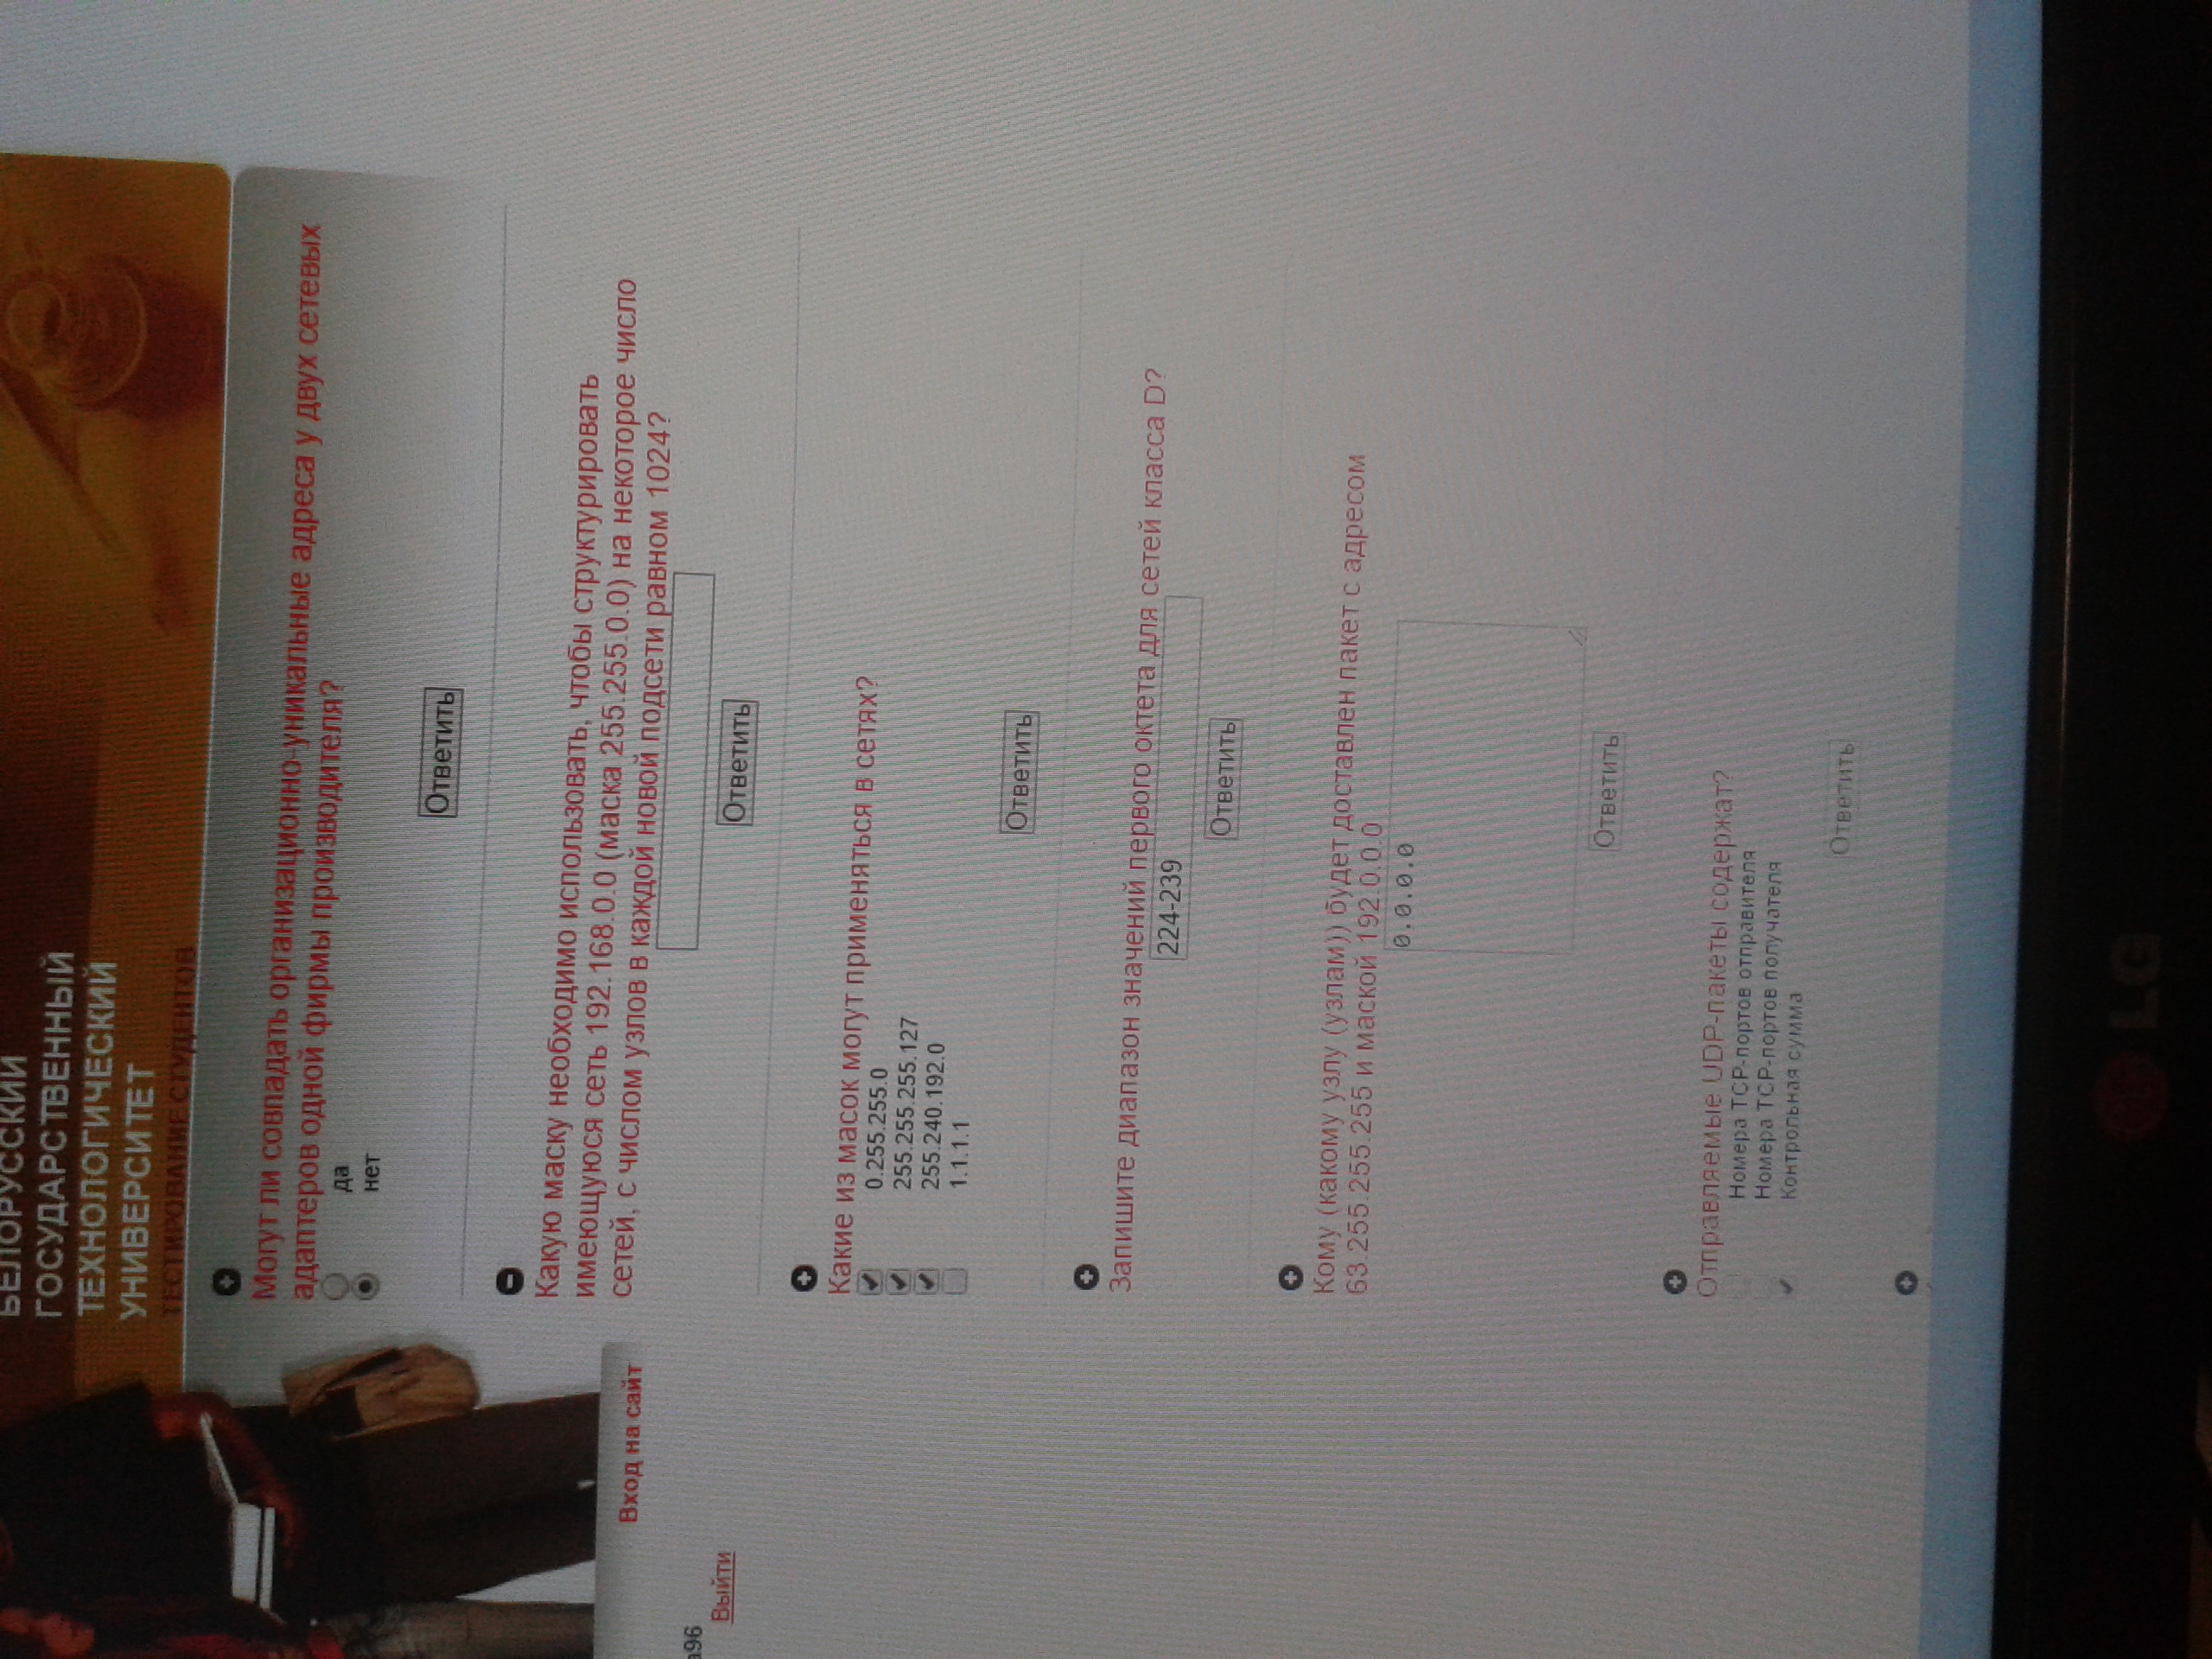 БЕЛОРУССКИЙ
ГОСУДАРСТВЕННЫЙ
ТЕХНОЛОГИЧЕСКИЙ
УНИВЕРСИТЕТ
ТЕСТИРОВАНИЕ СТУДЕНТОВ
Могут ли совпадать организационно-уникальные адреса у двух сетевых
адаптеров одной фирмы производителя?
да
нет
Ответить
Какую маску необходимо использовать, чтобы структурировать
имеющуюся сеть 192.168.0.0 (маска 255.255.0.0) на некоторое число
сетей, с числом узлов в каждой новой подсети равном 1024?
Ответить
Вход на сайт
a96
Выйти
Какие из масок могут применяться в сетях?
0.255.255.0
255.255.255.127
255.240.192.0
1.1.1.1
Ответить
Запишите диапазон значений первого октета для сетей класса D?
224-239
Ответить
Кому (какому узлу (узлам)) будет доставлен пакет с адресом
63.255.255.255 и маской 192.0.0.0
0.0.0.0
Ответить
Отправляемые UDP-пакеты содержат?
Номера TCP-портов отправителя
Номера TCP-портов получателя
Контрольная сумма
Ответить
LG